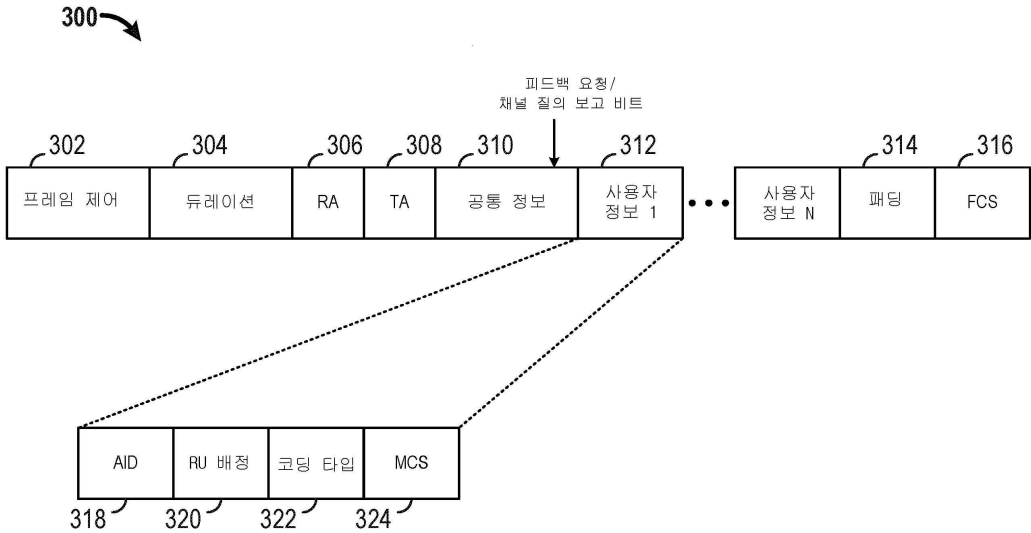 300
피드백 요청/
채널 질의 보고 비트
302
304
306
308
310
312
314
316
프레임 제어
듀레이션
RA
TA
공통 정보
사용자
정보 1
•••
사용자
정보 N
패딩
FCS
AID
RU 배정
코딩 타입
MCS
318
320
322
324